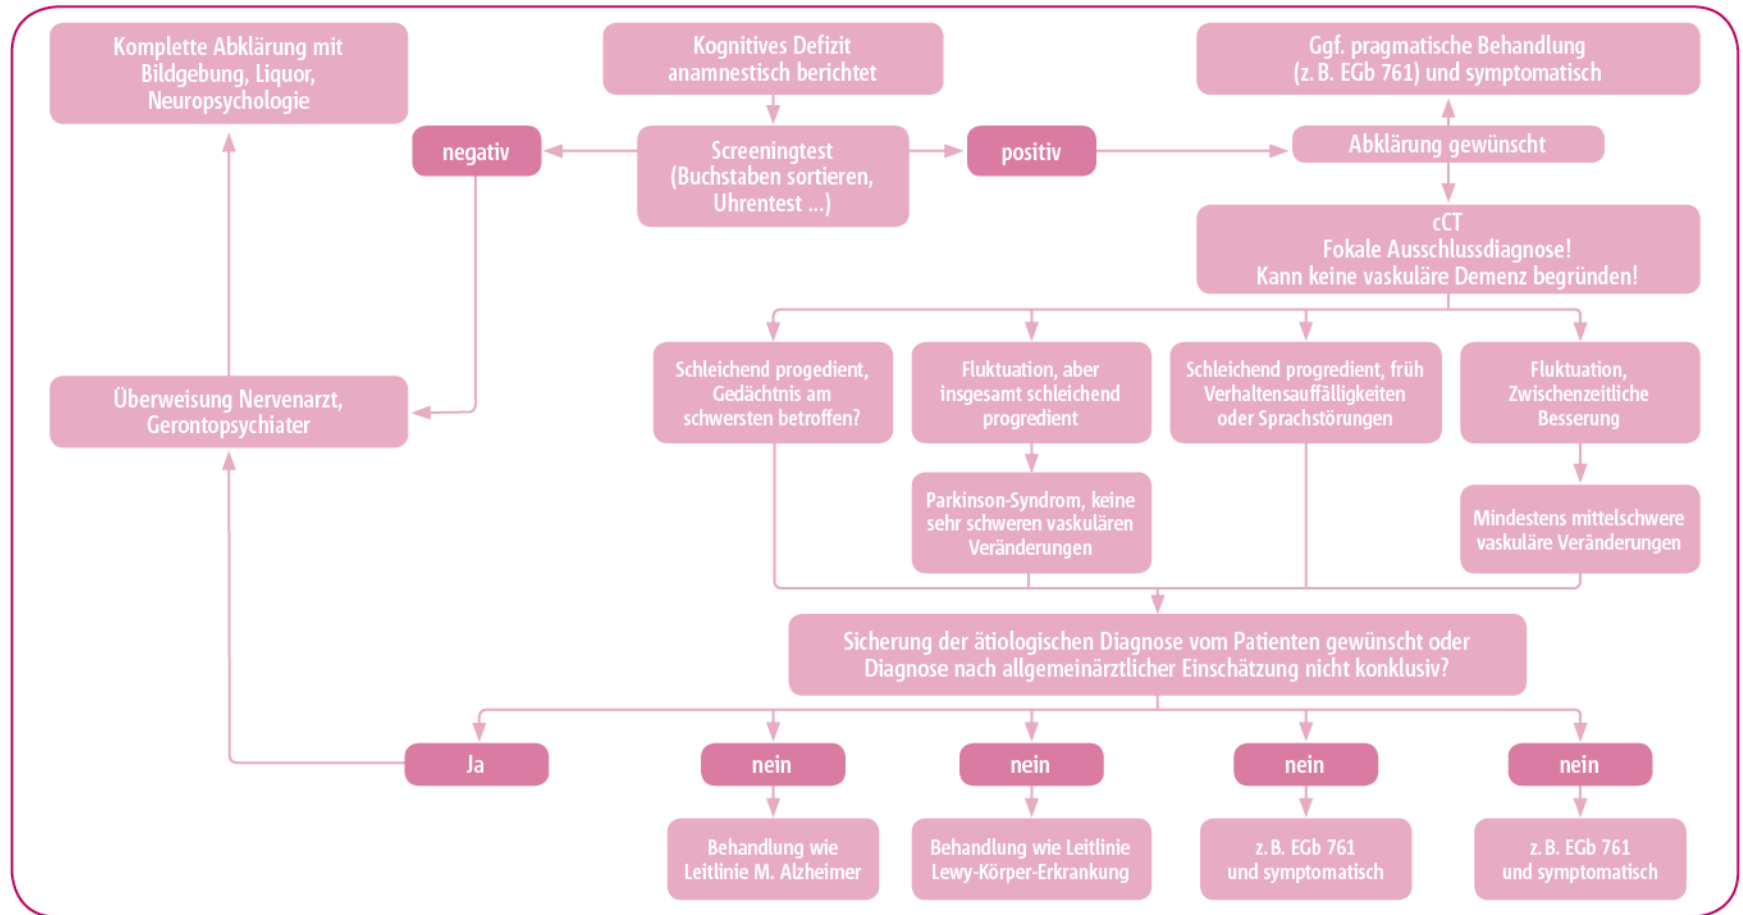 Komplette Abklärung mit
Bildgebung, Liquor,
Neuropsychologie
Kognitives Defizit
anamnestisch berichtet
Ggf. pragmatische Behandlung
(z. B. EGb 761) und symptomatisch
negativ
Screeningtest
(Buchstaben sortieren,
Uhrentest ...)
positiv
Abklärung gewünscht
cCT
Fokale Ausschlussdiagnose!
Kann keine vaskuläre Demenz begründen!
Überweisung Nervenarzt,
Gerontopsychiater
Schleichend progedient,
Gedächtnis am
schwersten betroffen?
Fluktuation, aber
insgesamt schleichend
progredient
Schleichend progredient, früh
Verhaltensauffälligkeiten
oder Sprachstörungen
Fluktuation,
Zwischenzeitliche
Besserung
Parkinson-Syndrom, keine
sehr schweren vaskulären
Veränderungen
Mindestens mittelschwere
vaskuläre Veränderungen
Sicherung der ätiologischen Diagnose vom Patienten gewünscht oder
Diagnose nach allgemeinärztlicher Einschätzung nicht konklusiv?
Ja
nein
nein
nein
nein
Behandlung wie
Leitlinie M. Alzheimer
Behandlung wie Leitlinie
Lewy-Körper-Erkrankung
z. B. EGb 761
und symptomatisch
z. B. EGb 761
und symptomatisch